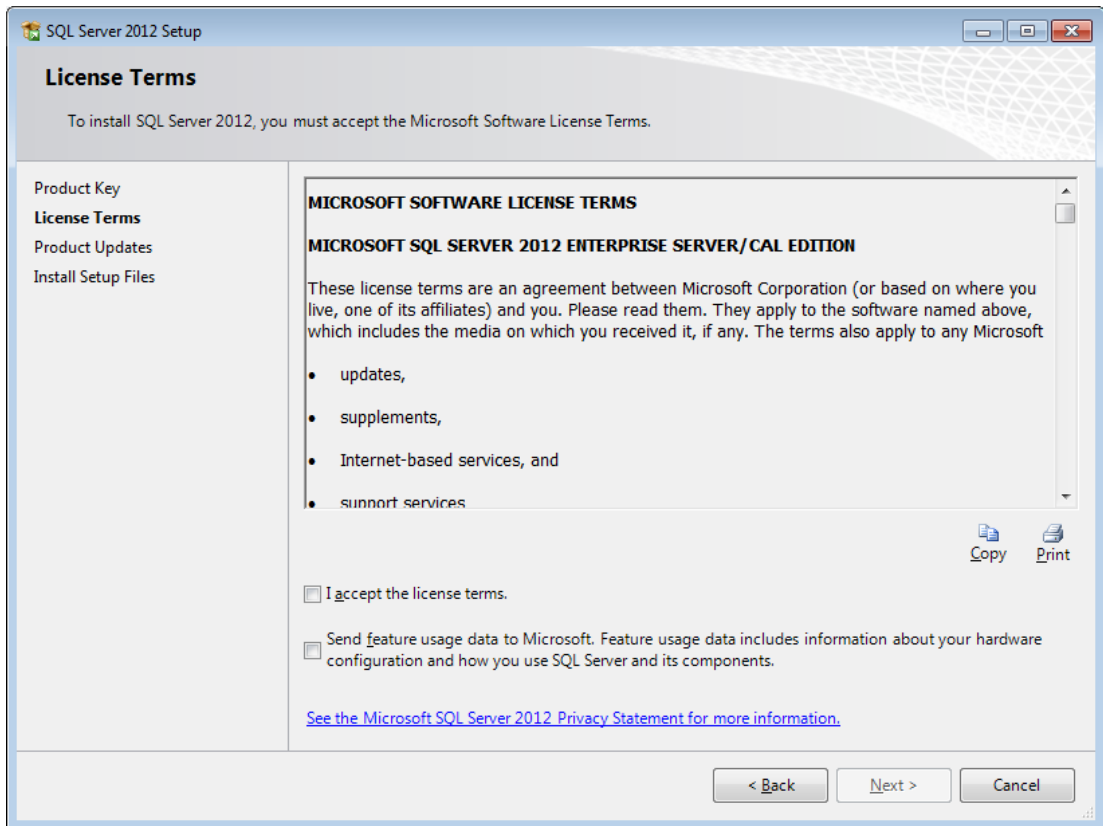 SQL Server 2012 Setup
License Terms
To install SQL Server 2012, you must accept the Microsoft Software License Terms.
Product Key
License Terms
Product Updates
Install Setup Files
MICROSOFT SOFTWARE LICENSE TERMS
MICROSOFT SQL SERVER 2012 ENTERPRISE SERVER/CAL EDITION
These license terms are an agreement between Microsoft Corporation (or based on where you
live, one of its affiliates) and you. Please read them. They apply to the software named above,
which includes the media on which you received it, if any. The terms also apply to any Microsoft
• updates,
• supplements,
• Internet-based services, and
• support services
Copy Print
I accept the license terms.
Send feature usage data to Microsoft. Feature usage data includes information about your hardware
configuration and how you use SQL Server and its components.
See the Microsoft SQL Server 2012 Privacy Statement for more information.
< Back Next > Cancel